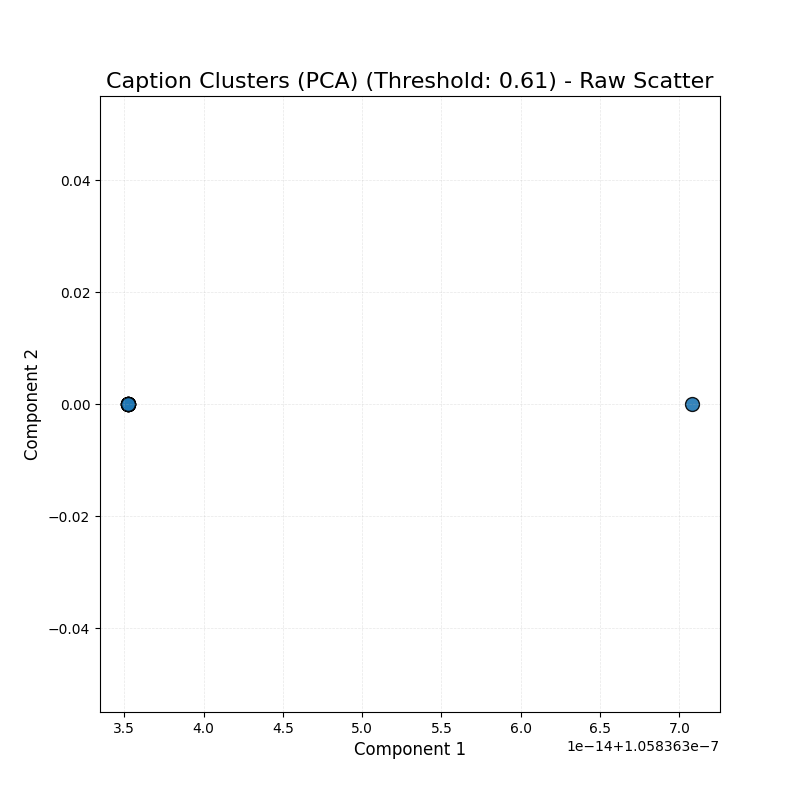 Caption Clusters (PCA) (Threshold: 0.61) - Raw Scatter
0.04
0.02
0.00
−0.02
−0.04
Component 2
3.5 4.0 4.5 5.0 5.5 6.0 6.5 7.0
Component 1
1e−14+1.058363e−7